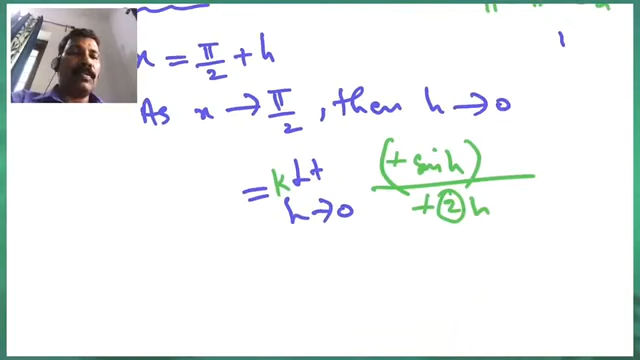 x = π/2 + h
As x → π/2, then h → 0
= k Lt h→0 (+ sin h) / + 2 h